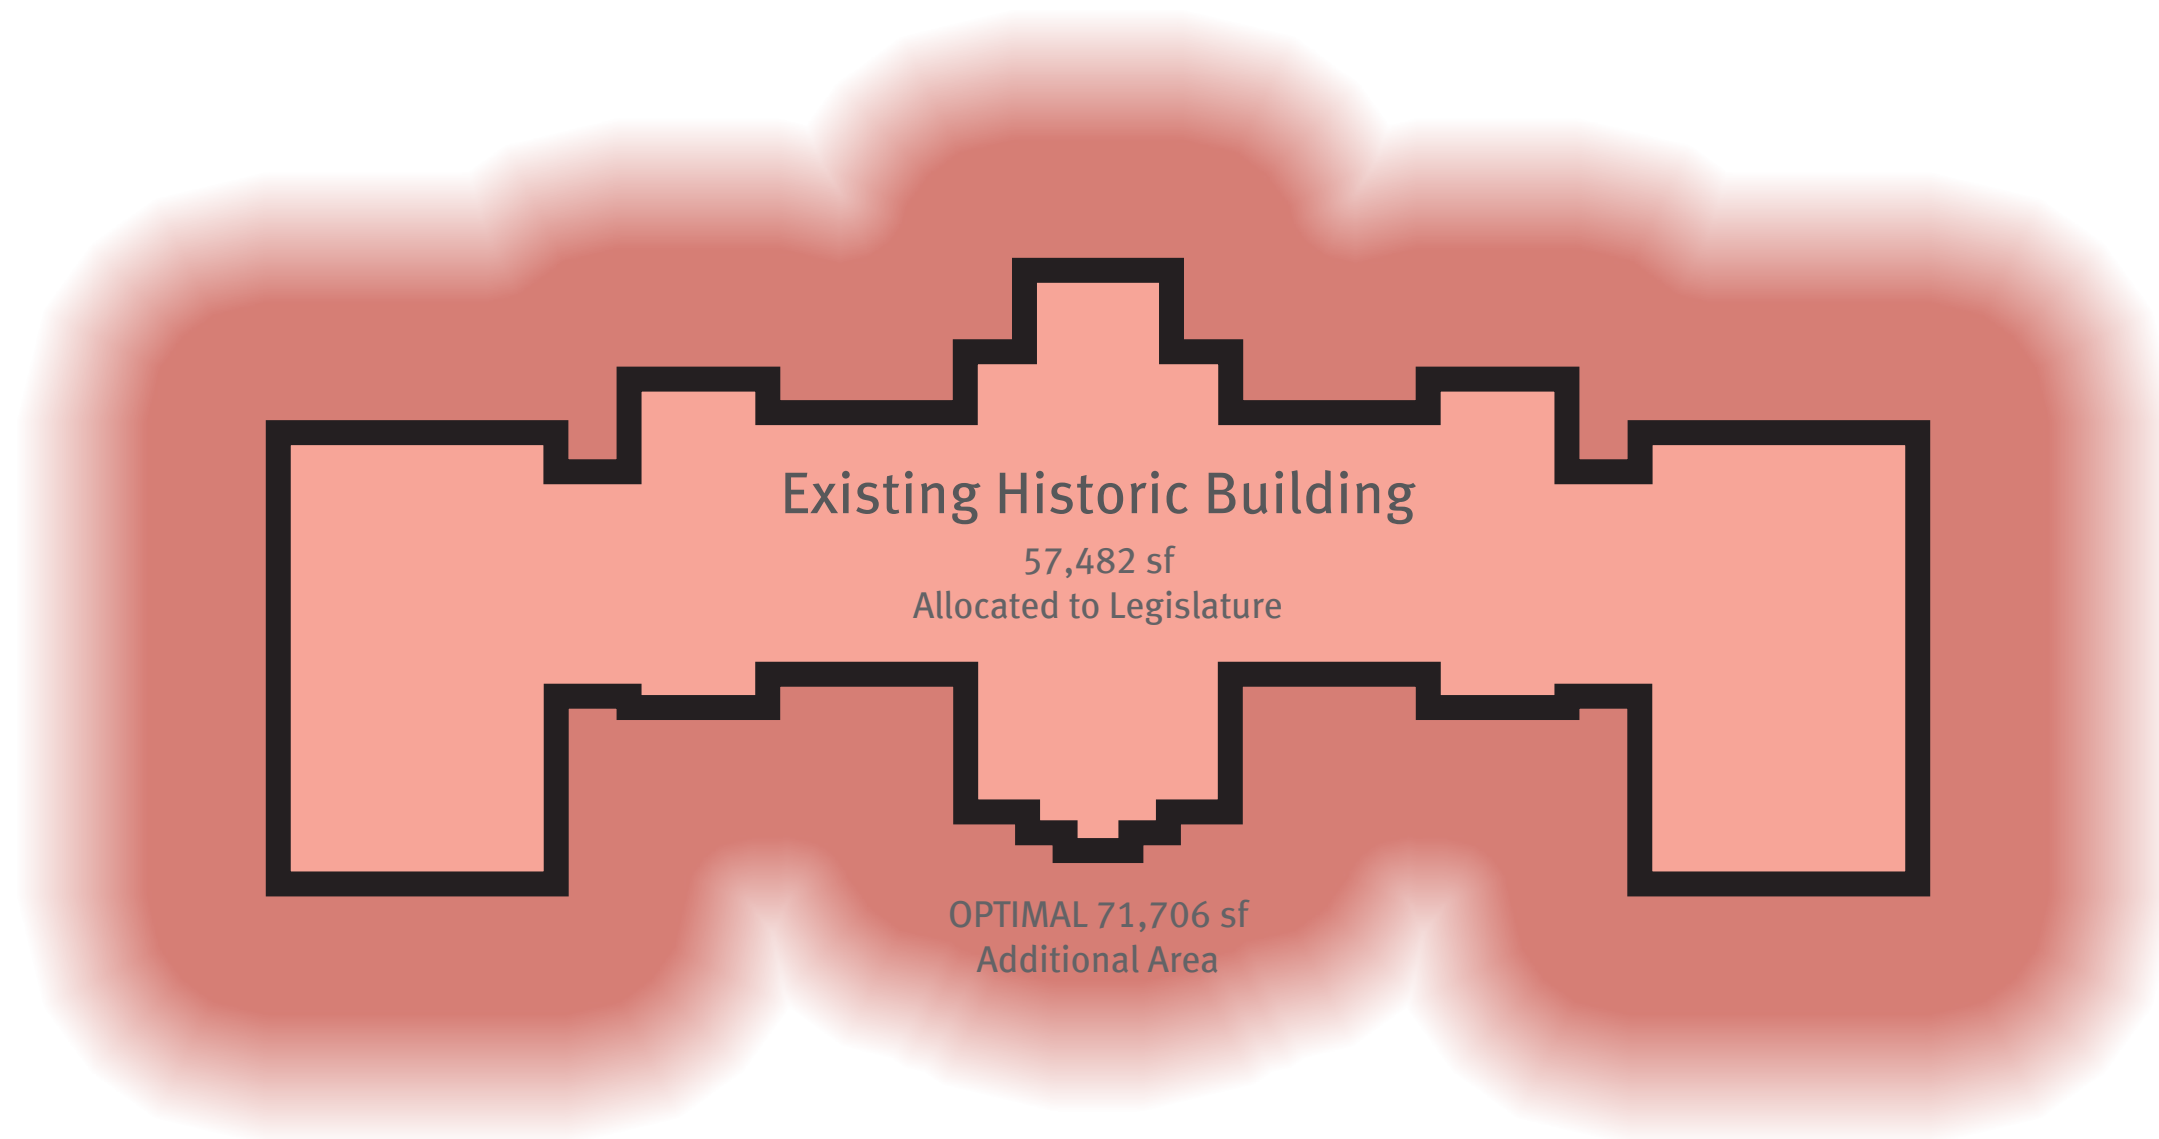 Existing Historic Building
57,482 sf
Allocated to Legislature
OPTIMAL 71,706 sf
Additional Area